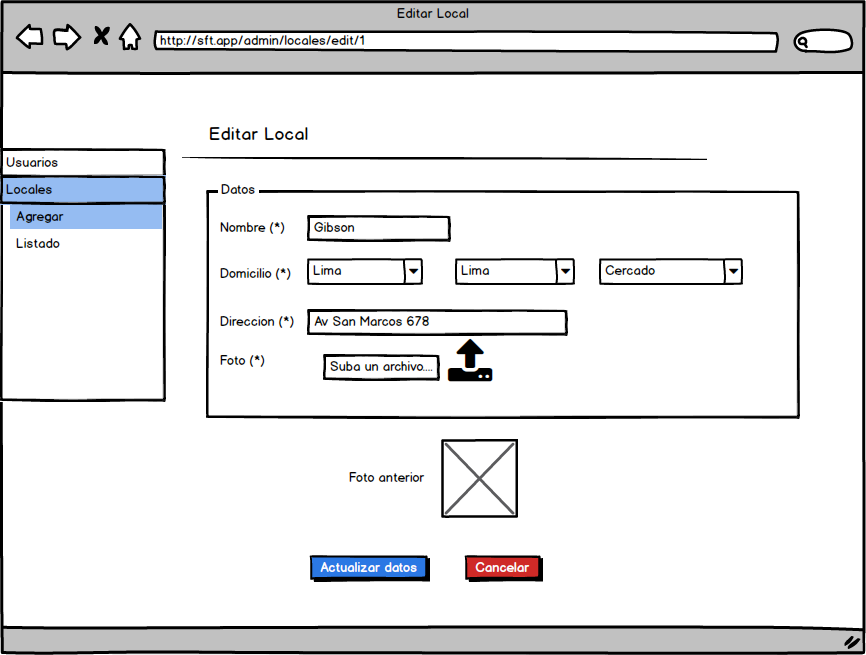 Editar Local
http://sft.app/admin/locales/edit/1
Editar Local
Usuarios
Locales
Agregar
Listado
Datos
Nombre (*) Gibson
Domicilio (*) Lima Lima Cercado
Direccion (*) Av San Marcos 678
Foto (*) Suba un archivo....
Foto anterior
Actualizar datos Cancelar